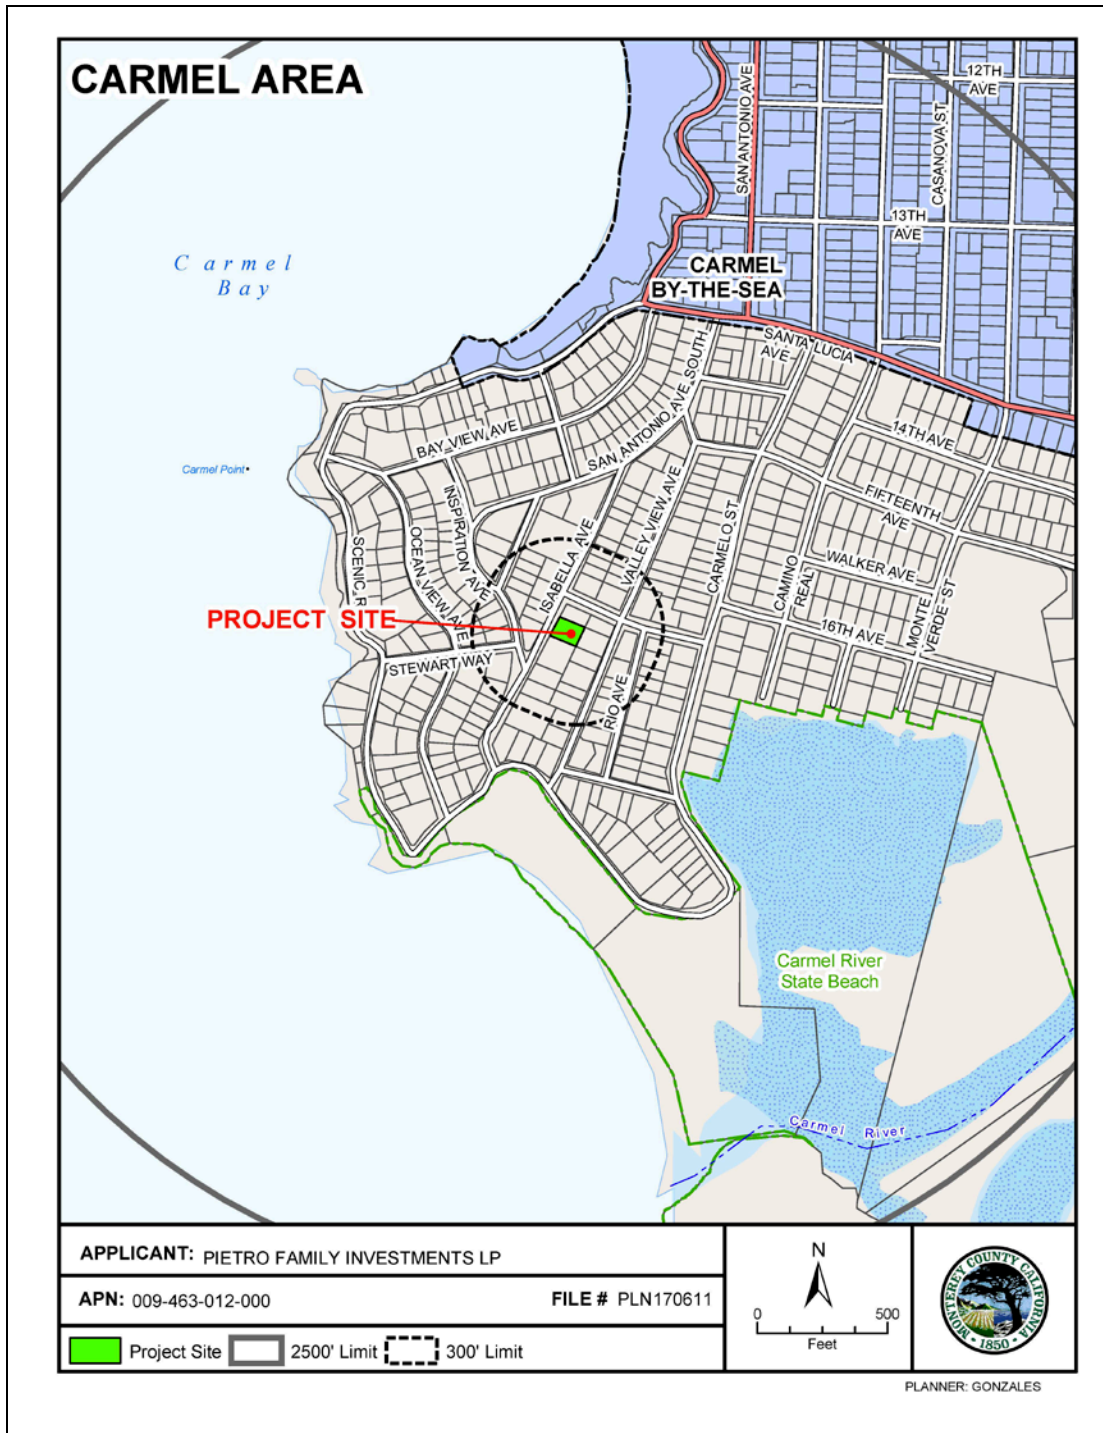 CARMEL AREA
12TH
AVE
SAN ANTONIO AVE
CASANOVA ST
13TH
AVE
Carmel
Bay
CARMEL
BY-THE-SEA
SANTA LUCIA
AVE
SAN ANTONIO AVE SOUTH
BAY VIEW AVE
14TH AVE
Carmel Point
INSPIRATION AVE
VALLEY VIEW AVE
FIFTEENTH
AVE
ISABELLA AVE
CARMELO ST
OCEAN VIEW AVE
SCENIC R
WALKER AVE
CAMINO
REAL
MONTE
VERDE ST
16TH AVE
PROJECT SITE
STEWART WAY
RIO AVE
Carmel River
State Beach
Carmel River
APPLICANT: PIETRO FAMILY INVESTMENTS LP
APN: 009-463-012-000
FILE # PLN170611
Project Site
2500' Limit
300' Limit
N
0 500
Feet
MONTEREY COUNTY CALIFORNIA
1850
PLANNER: GONZALES